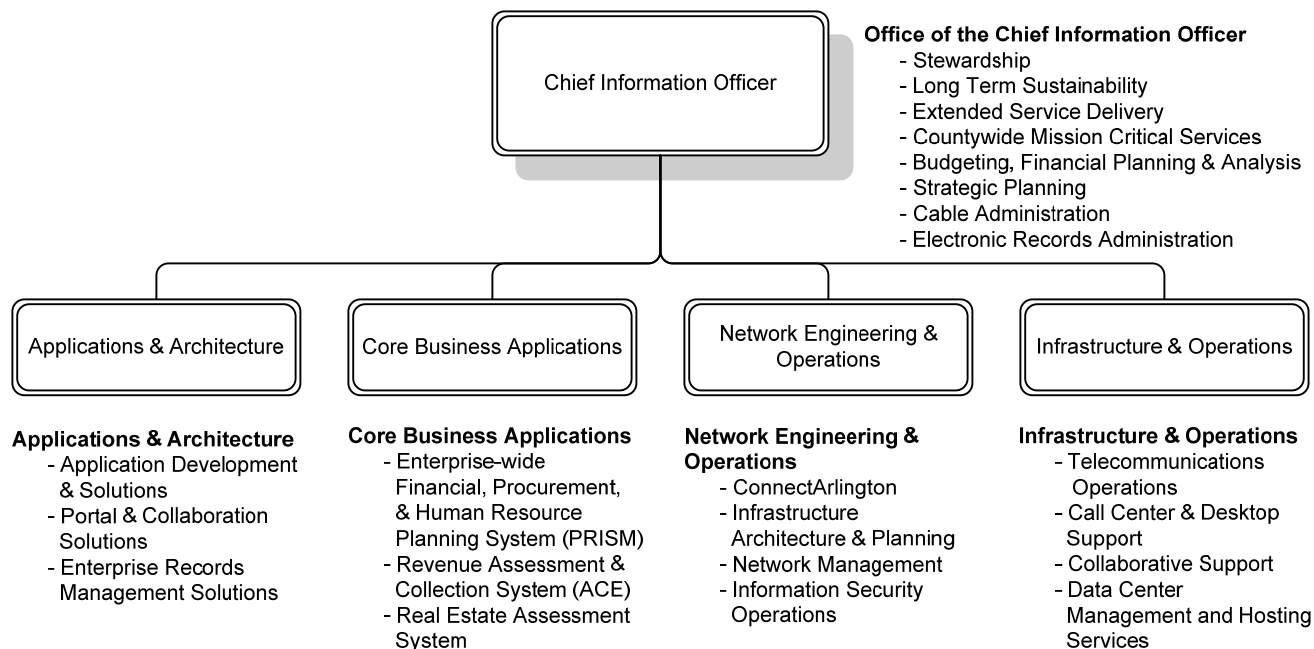 Chief Information Officer
Office of the Chief Information Officer
- Stewardship
- Long Term Sustainability
- Extended Service Delivery
- Countywide Mission Critical Services
- Budgeting, Financial Planning & Analysis
- Strategic Planning
- Cable Administration
- Electronic Records Administration
Applications & Architecture
Core Business Applications
Network Engineering &
Operations
Infrastructure & Operations
Applications & Architecture
- Application Development
& Solutions
- Portal & Collaboration
Solutions
- Enterprise Records
Management Solutions
Core Business Applications
- Enterprise-wide
Financial, Procurement,
& Human Resource
Planning System (PRISM)
- Revenue Assessment &
Collection System (ACE)
- Real Estate Assessment
System
Network Engineering &
Operations
- ConnectArlington
- Infrastructure
Architecture & Planning
- Network Management
- Information Security
Operations
Infrastructure & Operations
- Telecommunications
Operations
- Call Center & Desktop
Support
- Collaborative Support
- Data Center
Management and Hosting
Services